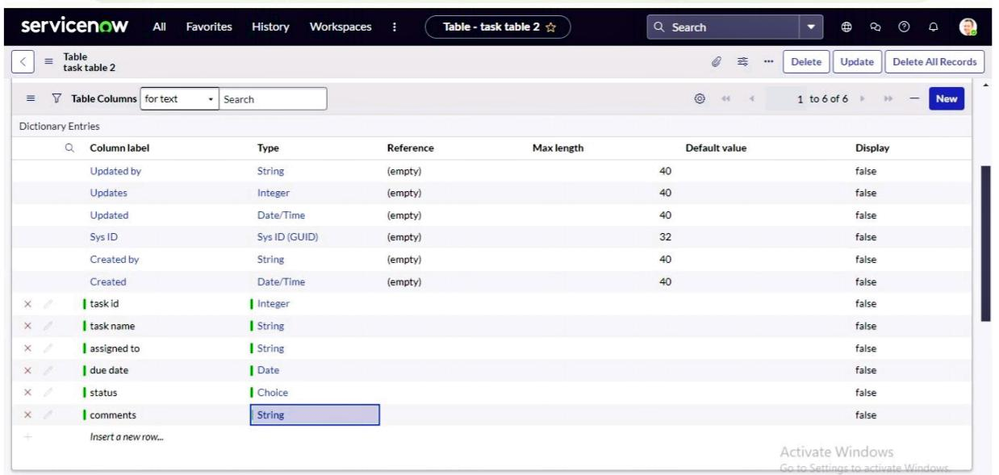 servicenow All Favorites History Workspaces Table - task table 2 Search
Table
task table 2
Delete Update Delete All Records
Table Columns for text Search 1 to 6 of 6 New
Dictionary Entries
Column label Type Reference Max length Default value Display
Updated by String (empty) 40 false
Updates Integer (empty) 40 false
Updated Date/Time (empty) 40 false
Sys ID Sys ID (GUID) (empty) 32 false
Created by String (empty) 40 false
Created Date/Time (empty) 40 false
task id Integer false
task name String false
assigned to String false
due date Date false
status Choice false
comments String false
Insert a new row...
Activate Windows
Go to Settings to activate Windows.